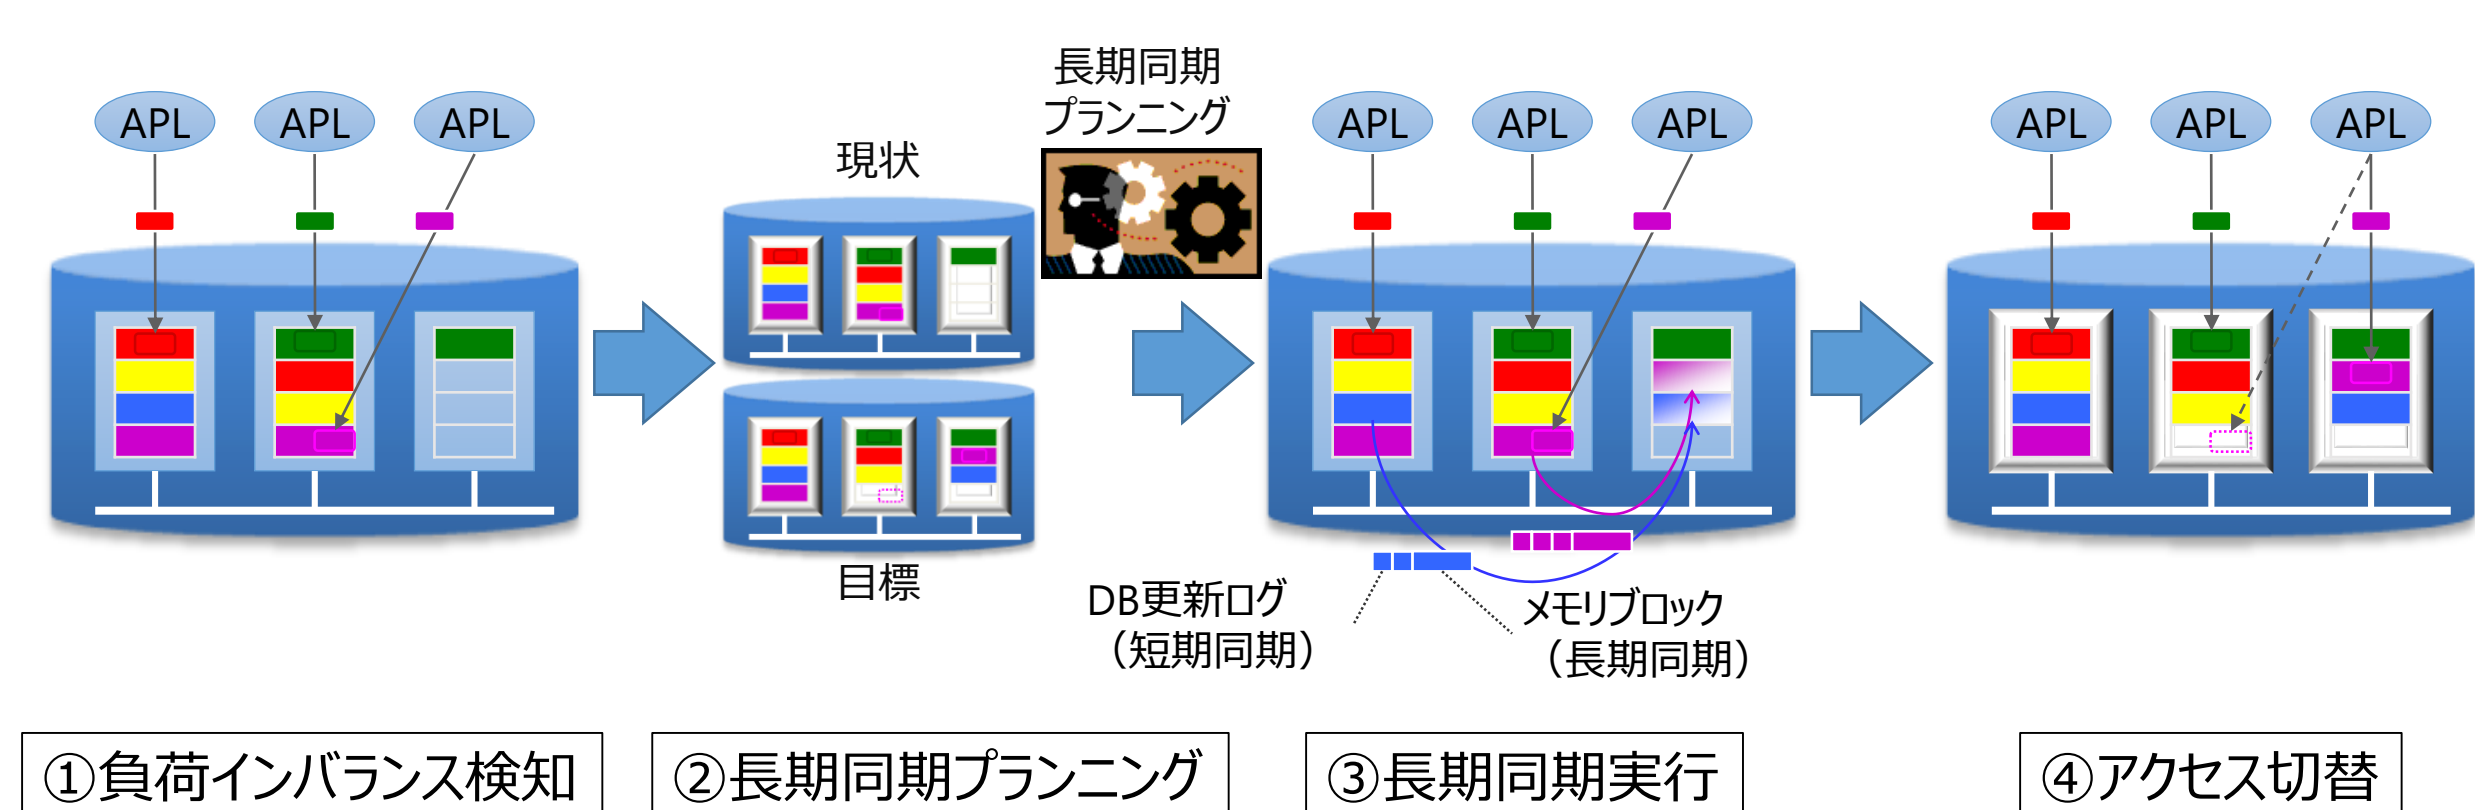 APL
APL
APL
①負荷インバランス検知
現状
目標
長期同期
プランニング
②長期同期プランニング
APL
APL
APL
DB更新ログ
（短期同期）
メモリブロック
（長期同期）
③長期同期実行
APL
APL
APL
④アクセス切替